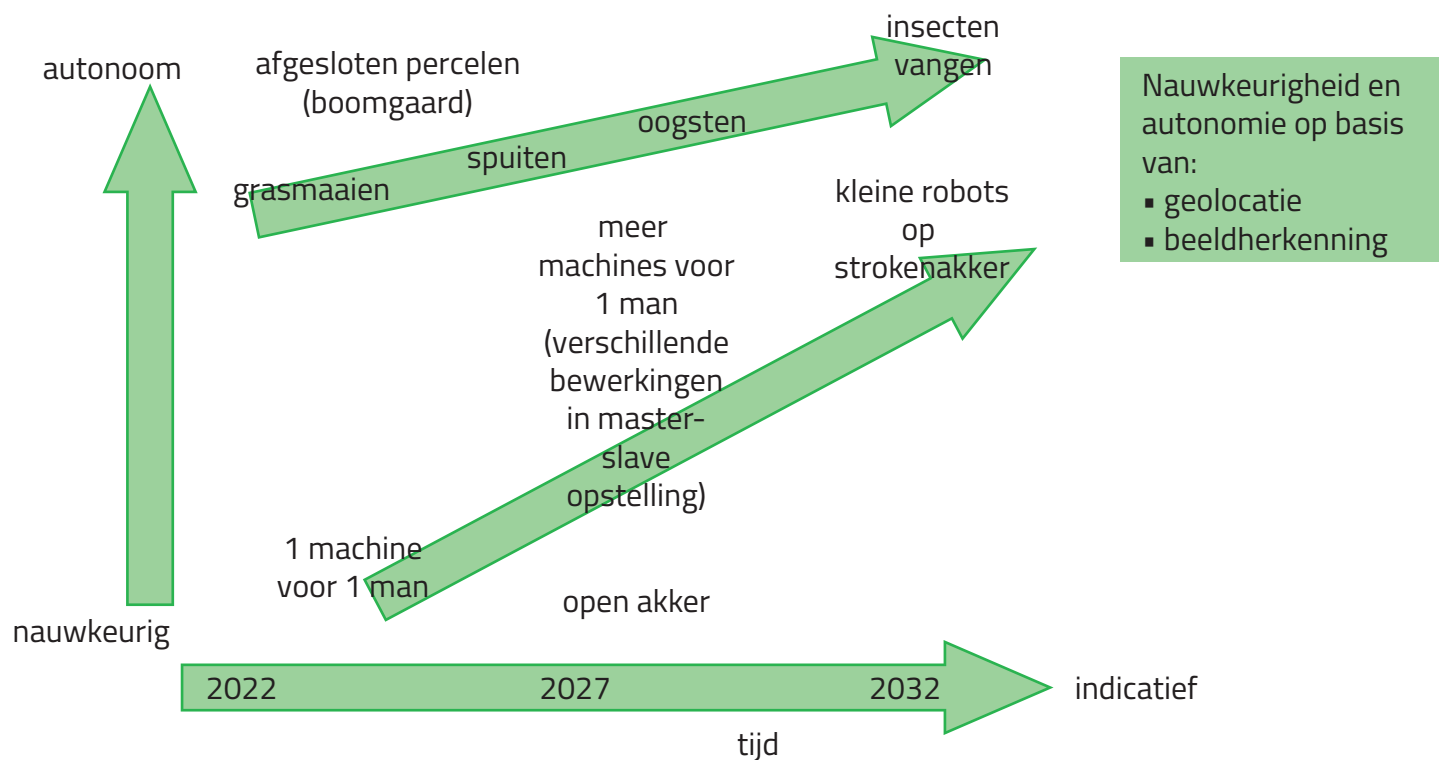 autonoom
afgesloten percelen
(boomgaard)
insecten
vangen
oogsten
spuiten
grasmaaien
Nauwkeurigheid en
autonomie op basis
van:
▪ geolocatie
▪ beeldherkenning
kleine robots
op
strokenakker
meer
machines voor
1 man
(verschillende
bewerkingen
in master-
slave
opstelling)
1 machine
voor 1 man
open akker
nauwkeurig
2022
2027
2032
indicatief
tijd